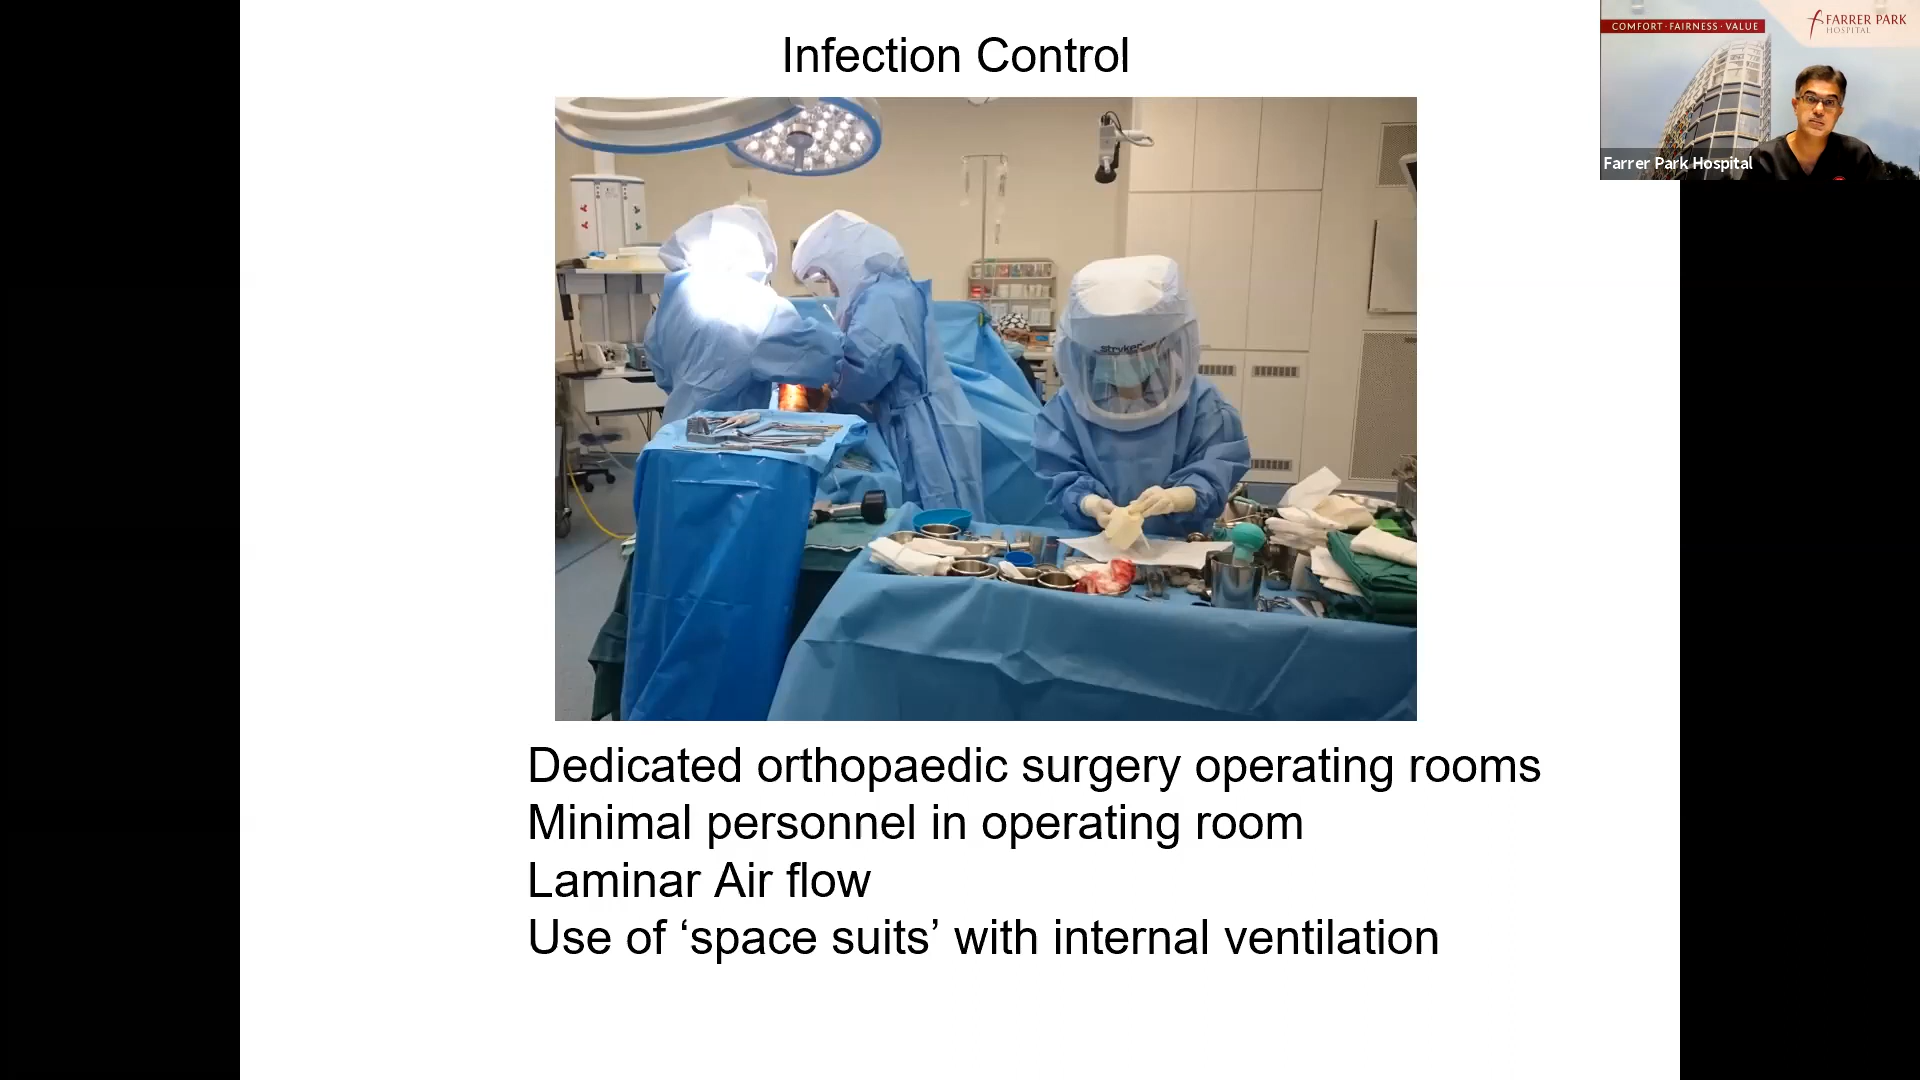 Infection Control
COMFORT · FAIRNESS · VALUE
FARRER PARK
HOSPITAL
Farrer Park Hospital
stryker
Dedicated orthopaedic surgery operating rooms
Minimal personnel in operating room
Laminar Air flow
Use of ‘space suits’ with internal ventilation